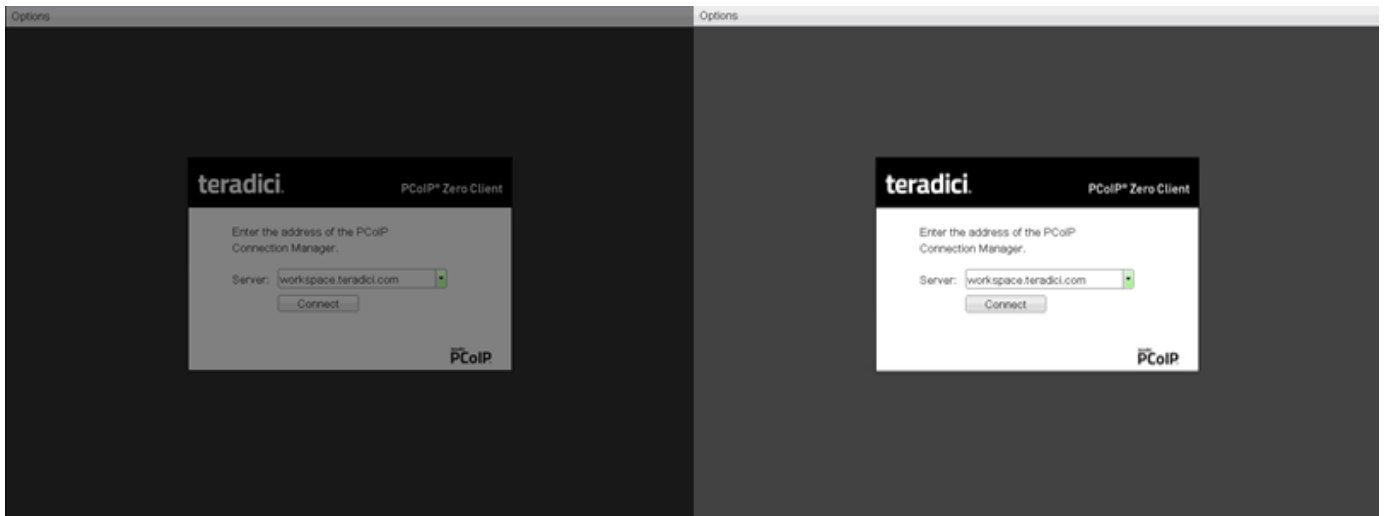 Options
teradici.
PCoIP® Zero Client
Enter the address of the PCoIP
Connection Manager.
Server: workspace.teradici.com
Connect
PCoIP.
Options
teradici.
PCoIP® Zero Client
Enter the address of the PCoIP
Connection Manager.
Server: workspace.teradici.com
Connect
PCoIP.